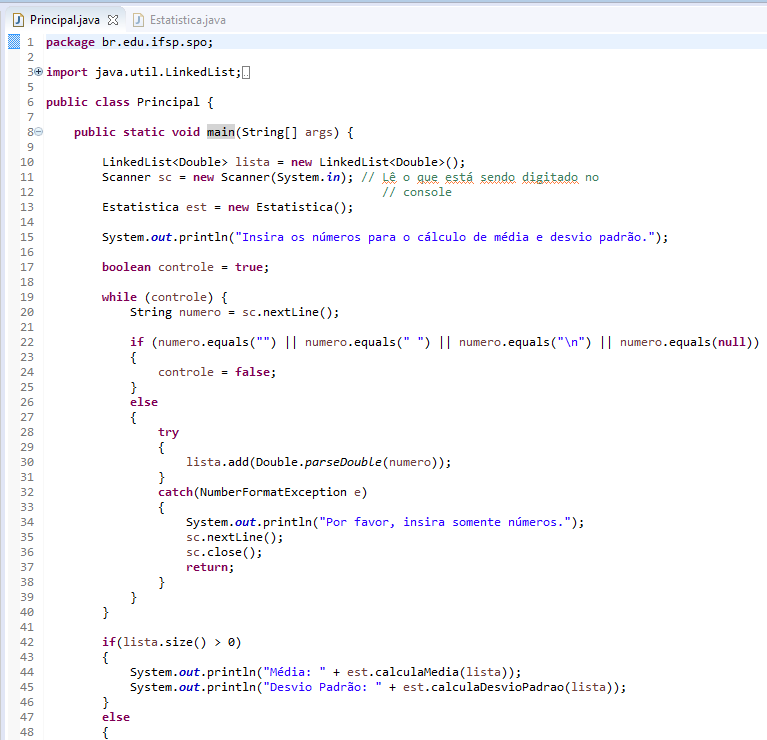 Principal.java Estatistica.java
1 package br.edu.ifsp.spo;
2
3 import java.util.LinkedList;
5
6 public class Principal {
7
8 public static void main(String[] args) {
9
10 LinkedList<Double> lista = new LinkedList<Double>();
11 Scanner sc = new Scanner(System.in); // Lê o que está sendo digitado no
12 // console
13 Estatistica est = new Estatistica();
14
15 System.out.println("Insira os números para o cálculo de média e desvio padrão.");
16
17 boolean controle = true;
18
19 while (controle) {
20 String numero = sc.nextLine();
21
22 if (numero.equals("") || numero.equals(" ") || numero.equals("\n") || numero.equals(null))
23 {
24 controle = false;
25 }
26 else
27 {
28 try
29 {
30 lista.add(Double.parseDouble(numero));
31 }
32 catch(NumberFormatException e)
33 {
34 System.out.println("Por favor, insira somente números.");
35 sc.nextLine();
36 sc.close();
37 return;
38 }
39 }
40 }
41
42 if(lista.size() > 0)
43 {
44 System.out.println("Média: " + est.calculaMedia(lista));
45 System.out.println("Desvio Padrão: " + est.calculaDesvioPadrao(lista));
46 }
47 else
48 {